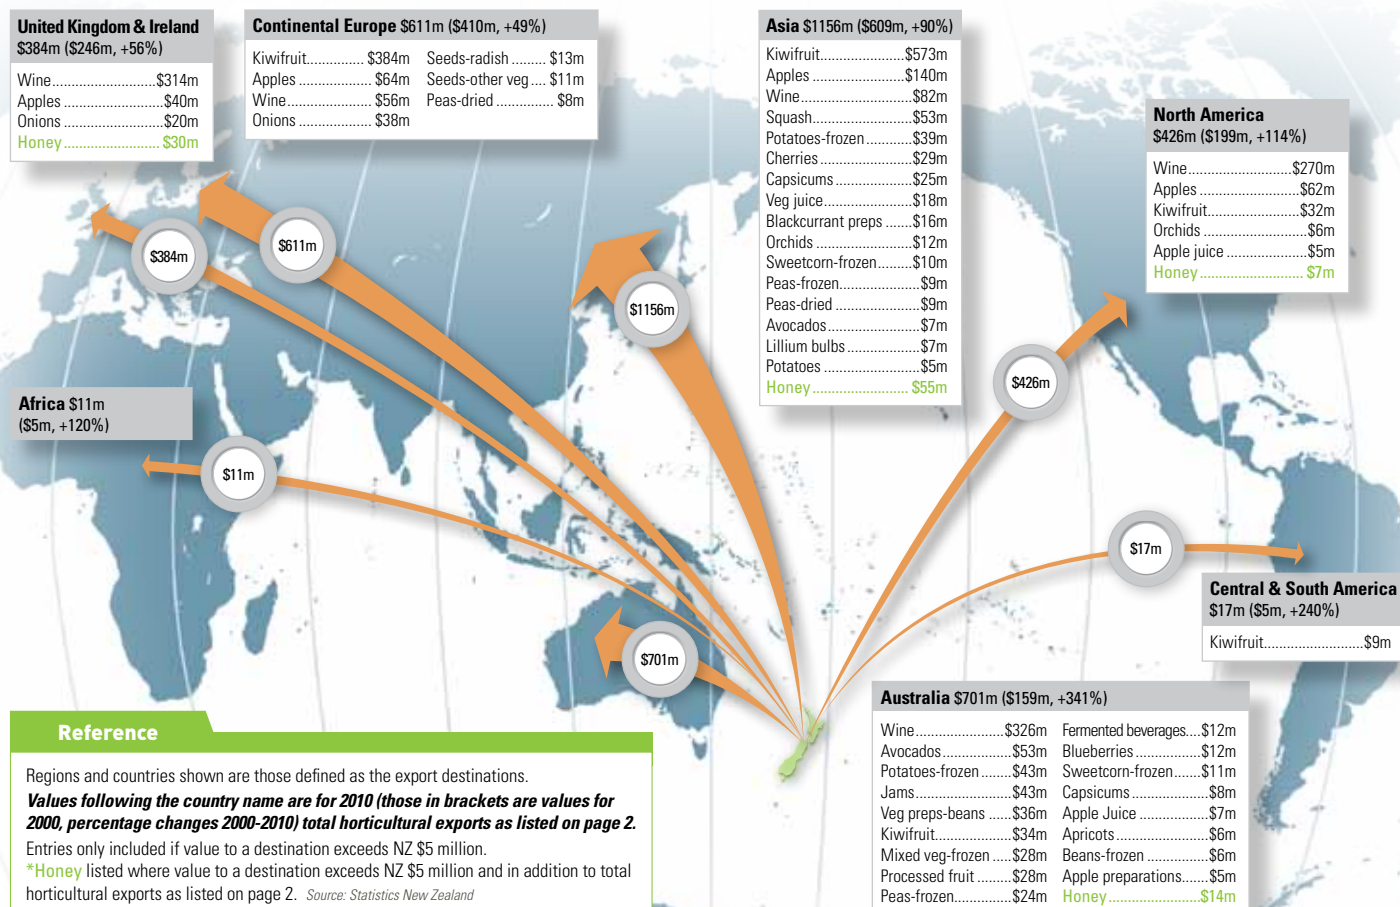 United Kingdom & Ireland
$384m ($246m, +56%)
Wine..........................$314m
Apples .........................$40m
Onions .........................$20m
Honey ........................ $30m
Continental Europe $611m ($410m, +49%)
Kiwifruit............... $384m
Apples ................... $64m
Wine..................... $56m
Onions ................... $38m
Seeds-radish ......... $13m
Seeds-other veg .... $11m
Peas-dried ............... $8m
Asia $1156m ($609m, +90%)
Kiwifruit.....................$573m
Apples .......................$140m
Wine............................$82m
Squash.........................$53m
Potatoes-frozen ............$39m
Cherries .......................$29m
Capsicums ...................$25m
Veg juice......................$18m
Blackcurrant preps .......$16m
Orchids ........................$12m
Sweetcorn-frozen.........$10m
Peas-frozen....................$9m
Peas-dried .....................$9m
Avocados.......................$7m
Lillium bulbs ..................$7m
Potatoes ........................$5m
Honey ........................ $55m
North America
$426m ($199m, +114%)
Wine..........................$270m
Apples .........................$62m
Kiwifruit.......................$32m
Orchids ..........................$6m
Apple juice .....................$5m
Honey .......................... $7m
$384m
$611m
$1156m
$426m
Africa $11m
($5m, +120%)
$11m
$17m
Central & South America
$17m ($5m, +240%)
Kiwifruit.........................$9m
$701m
Australia $701m ($159m, +341%)
Wine......................$326m
Avocados.................$53m
Potatoes-frozen ........$43m
Jams........................$43m
Veg preps-beans ......$36m
Kiwifruit...................$34m
Mixed veg-frozen .....$28m
Processed fruit .........$28m
Peas-frozen..............$24m
Fermented beverages....$12m
Blueberries .................$12m
Sweetcorn-frozen.......$11m
Capsicums ...................$8m
Apple Juice ..................$7m
Apricots ........................$6m
Beans-frozen ...............$6m
Apple preparations.......$5m
Honey .......................$14m
Reference
Regions and countries shown are those defined as the export destinations.
Values following the country name are for 2010 (those in brackets are values for
2000, percentage changes 2000-2010) total horticultural exports as listed on page 2.
Entries only included if value to a destination exceeds NZ $5 million.
*Honey listed where value to a destination exceeds NZ $5 million and in addition to total
horticultural exports as listed on page 2. Source: Statistics New Zealand